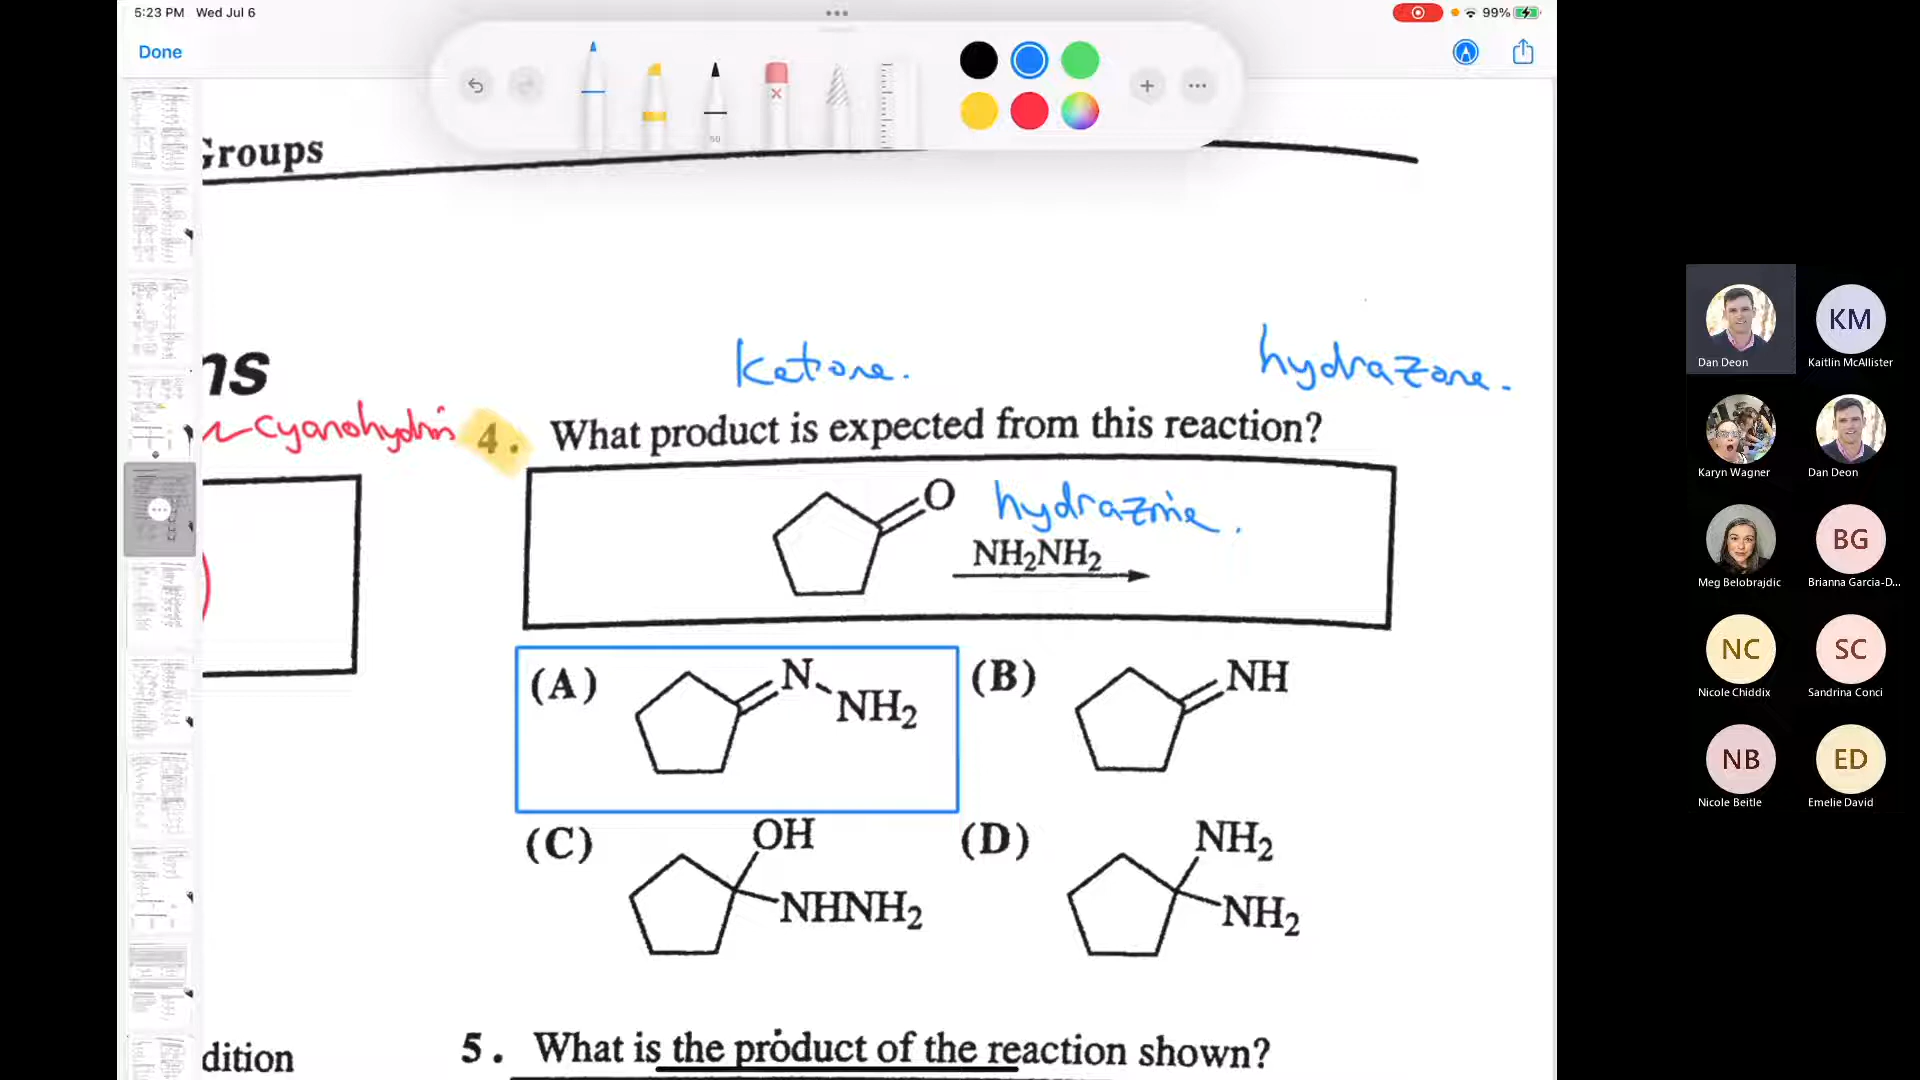 5:23 PM Wed Jul 6
99%
Done
50
Groups
ns
Ketone.
hydrazone.
cyanohydrin
4. What product is expected from this reaction?
O
hydrazine.
NH₂NH₂
(A)
N
NH₂
(B)
NH
(C)
OH
NHNH₂
(D)
NH₂
NH₂
5. What is the product of the reaction shown?
dition
Dan Deon
KM
Kaitlin McAllister
Karyn Wagner
Dan Deon
Meg Belobrajdic
BG
Brianna Garcia-D...
NC
Nicole Chiddix
SC
Sandrina Conci
NB
Nicole Beitle
ED
Emelie David